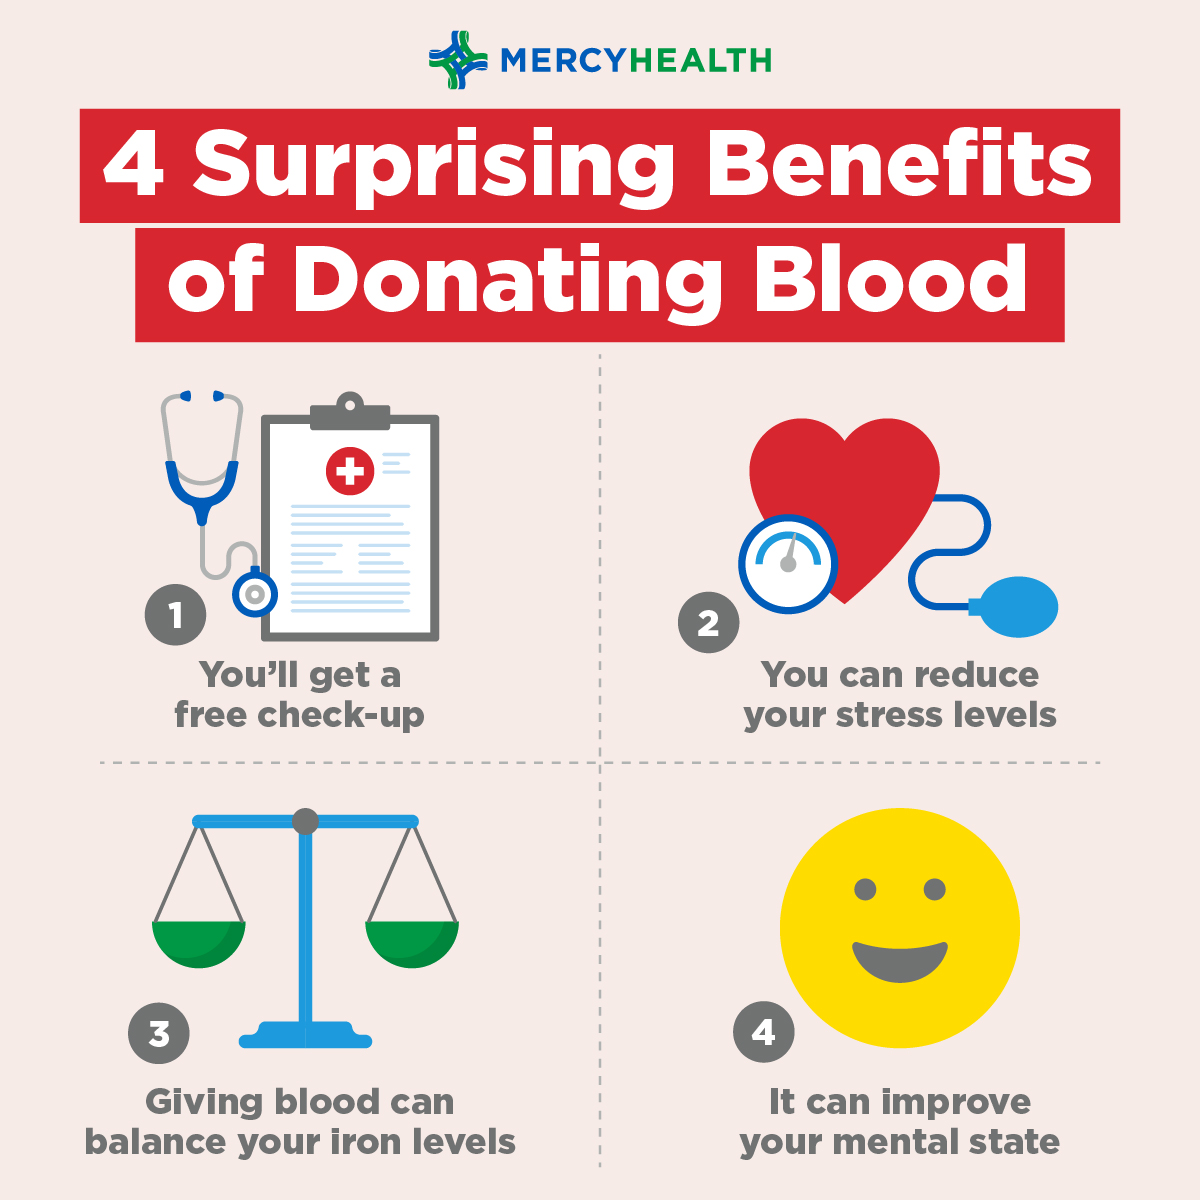 MERCYHEALTH
4 Surprising Benefits
of Donating Blood
1
You’ll get a
free check-up
2
You can reduce
your stress levels
3
Giving blood can
balance your iron levels
4
It can improve
your mental state